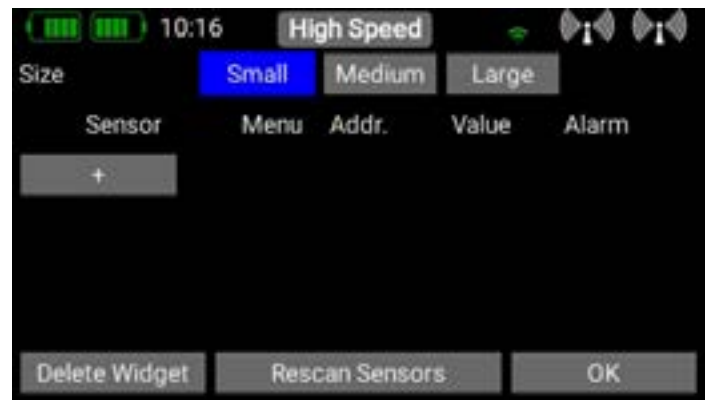 10:16 High Speed
Size Small Medium Large
Sensor Menu Addr. Value Alarm
+
Delete Widget Rescan Sensors OK